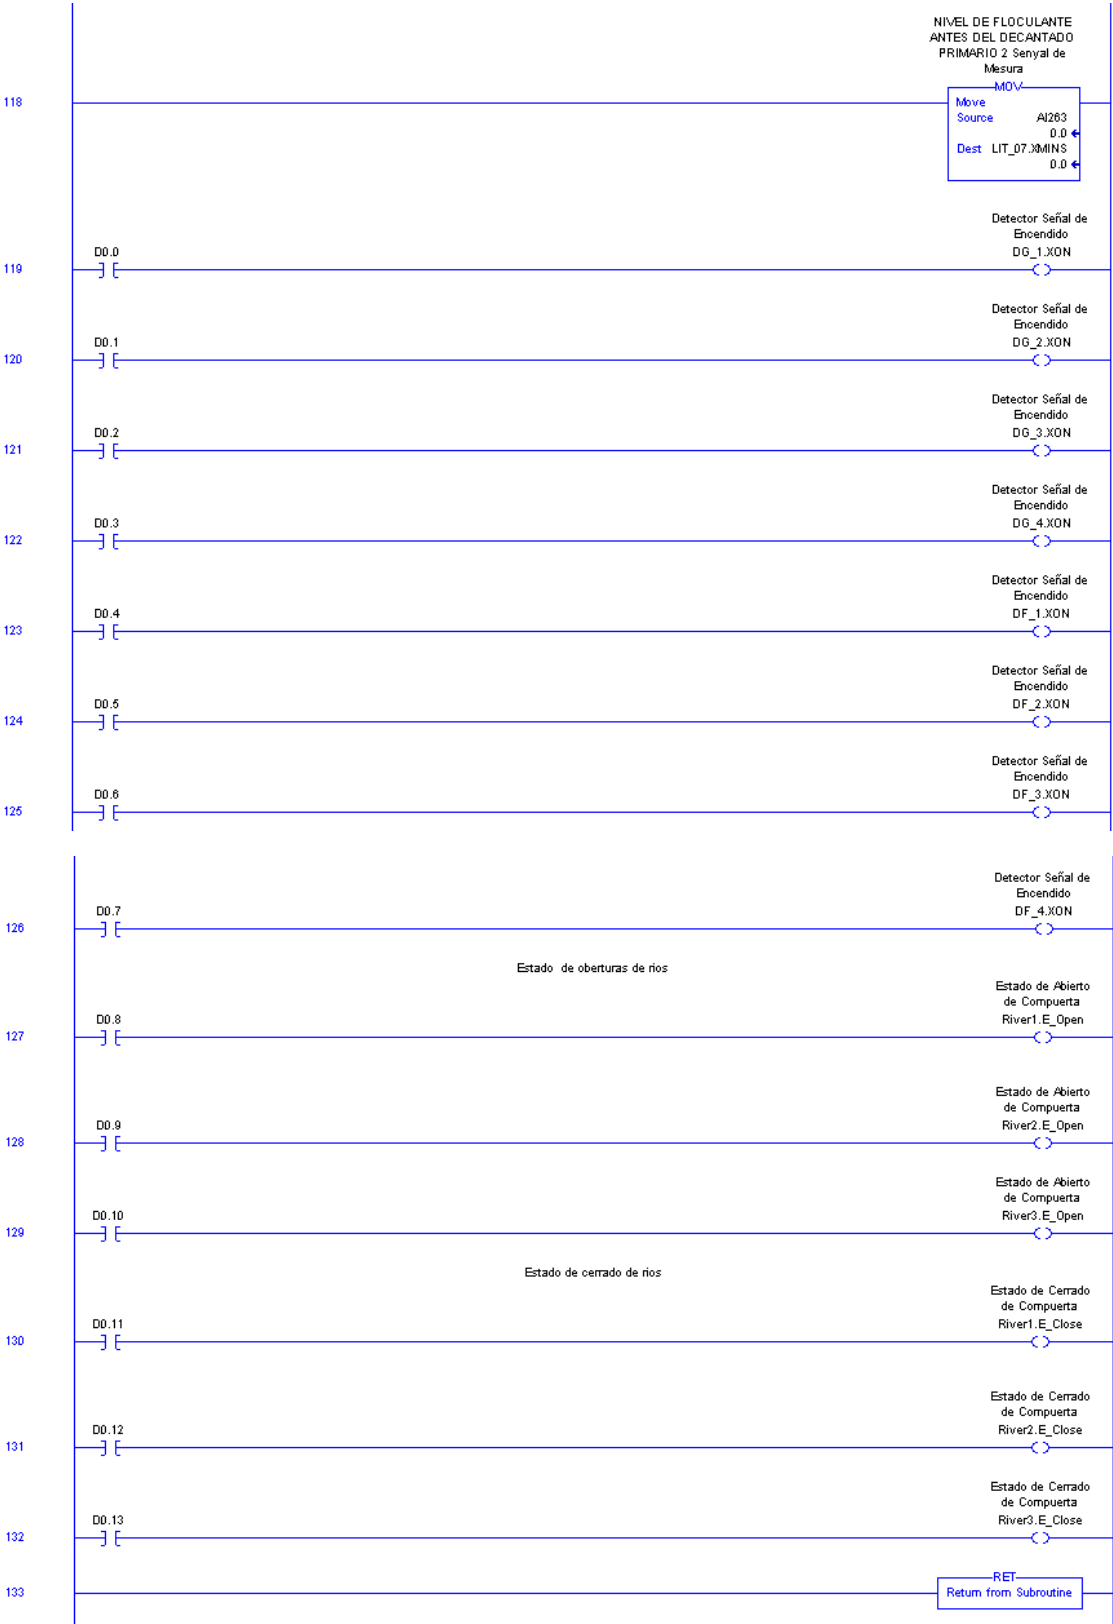 NIVEL DE FLOCULANTE
ANTES DEL DECANTADO
PRIMARIO 2 Senyal de
Mesura
MOV
118
Move
Source AI263
0.0
Dest LIT_07.XMINS
0.0
Detector Señal de
Encendido
D0.0 DG_1.XON
119
Detector Señal de
Encendido
D0.1 DG_2.XON
120
Detector Señal de
Encendido
D0.2 DG_3.XON
121
Detector Señal de
Encendido
D0.3 DG_4.XON
122
Detector Señal de
Encendido
D0.4 DF_1.XON
123
Detector Señal de
Encendido
D0.5 DF_2.XON
124
Detector Señal de
Encendido
D0.6 DF_3.XON
125
Detector Señal de
Encendido
D0.7 DF_4.XON
126
Estado de oberturas de rios
Estado de Abierto
de Compuerta
D0.8 River1.E_Open
127
Estado de Abierto
de Compuerta
D0.9 River2.E_Open
128
Estado de Abierto
de Compuerta
D0.10 River3.E_Open
129
Estado de cerrado de rios
Estado de Cerrado
de Compuerta
D0.11 River1.E_Close
130
Estado de Cerrado
de Compuerta
D0.12 River2.E_Close
131
Estado de Cerrado
de Compuerta
D0.13 River3.E_Close
132
RET
133 Return from Subroutine